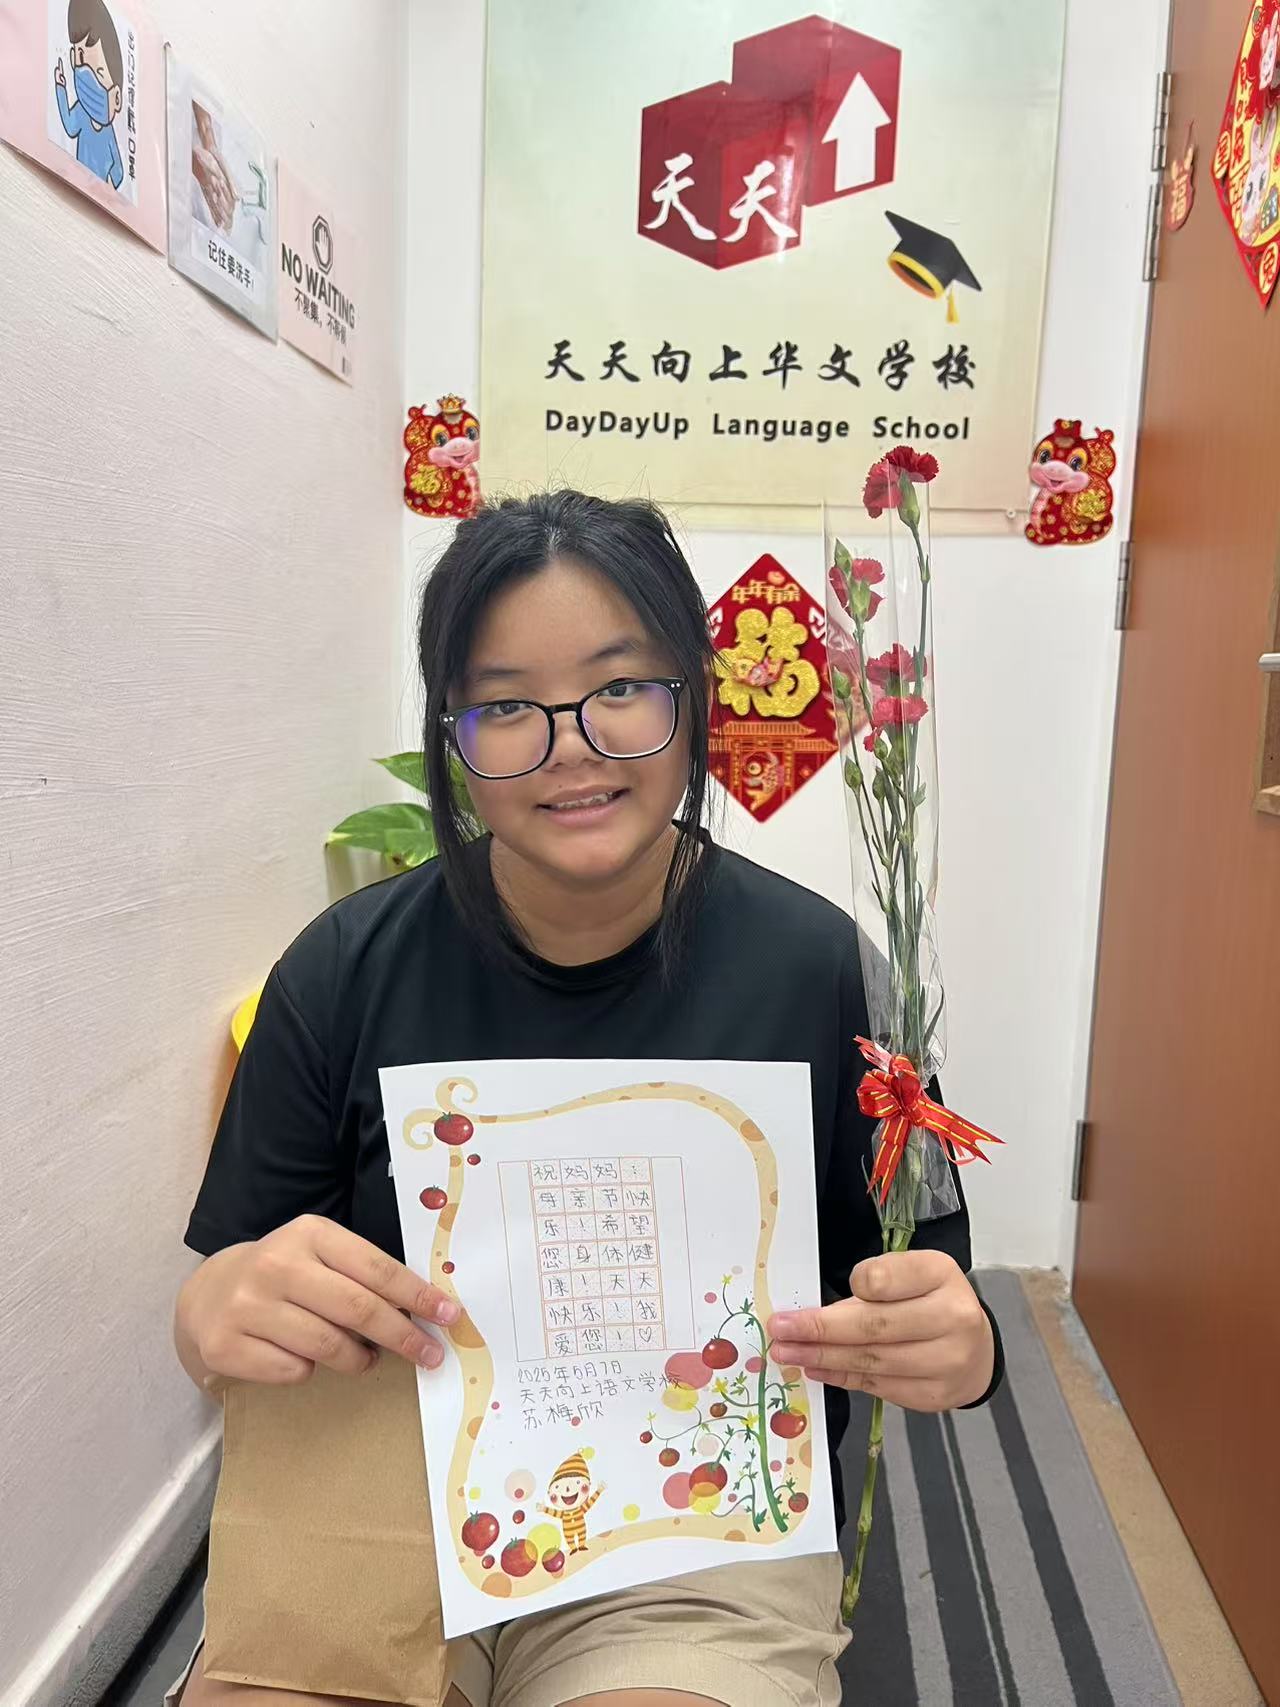 天天
天天向上华文学校
DayDayUp Language School
记住要洗手!
NO WAITING
不聚集,不等候
福
福
年年有余
福
福
祝妈妈:
母亲节快
乐!希望
您身体健
康!天天
快乐!我
爱您!♡
2025年5月7日
天天向上语文学校
苏梅欣